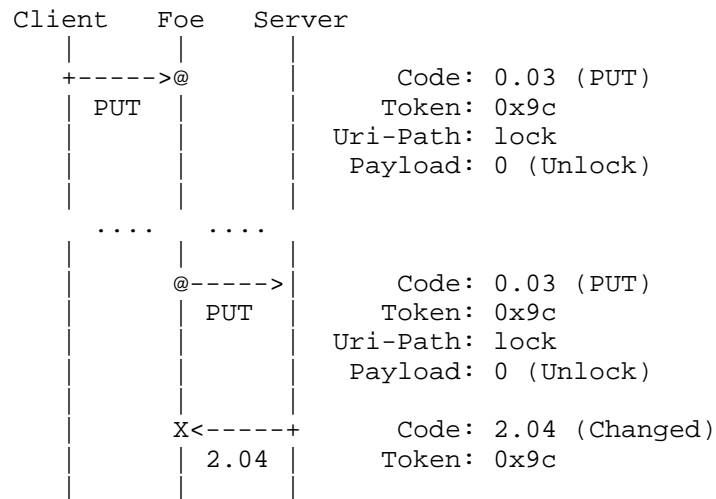 Client   Foe   Server
   |      |      |
   +----->@      |      Code: 0.03 (PUT)
   | PUT  |      |     Token: 0x9c
   |      |      |  Uri-Path: lock
   |      |      |   Payload: 0 (Unlock)
   |      |      |
     ....   ....
   |      |      |
   |      @----->|      Code: 0.03 (PUT)
   |      | PUT  |     Token: 0x9c
   |      |      |  Uri-Path: lock
   |      |      |   Payload: 0 (Unlock)
   |      |      |
   |      X<-----+      Code: 2.04 (Changed)
   |      | 2.04 |     Token: 0x9c
   |      |      |